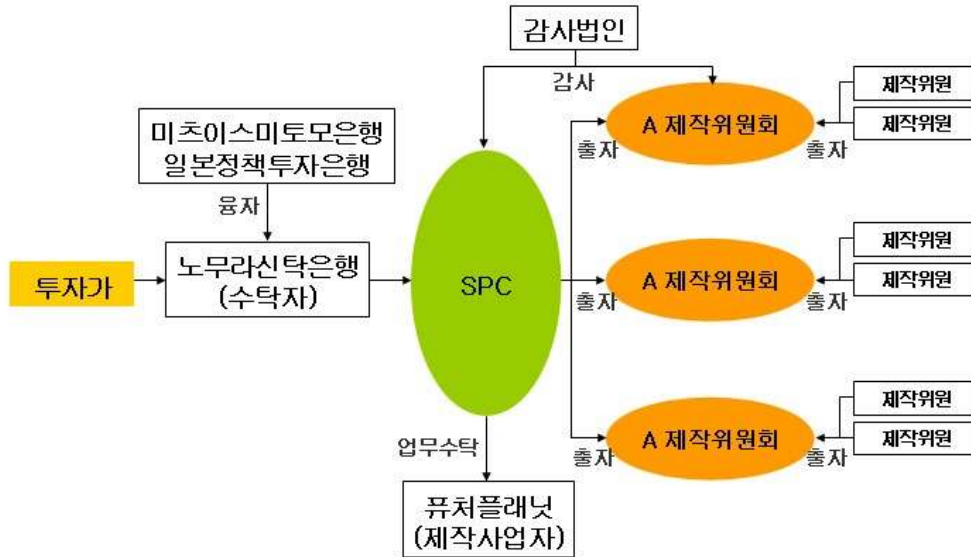 감사법인
감사
미츠이스미토모은행
일본정책투자은행
융자
투자가
노무라신탁은행
(수탁자)
SPC
업무수탁
퓨처플래닛
(제작사업자)
A 제작위원회
출자
출자
제작위원
제작위원
A 제작위원회
출자
출자
제작위원
제작위원
A 제작위원회
출자
출자
제작위원
제작위원